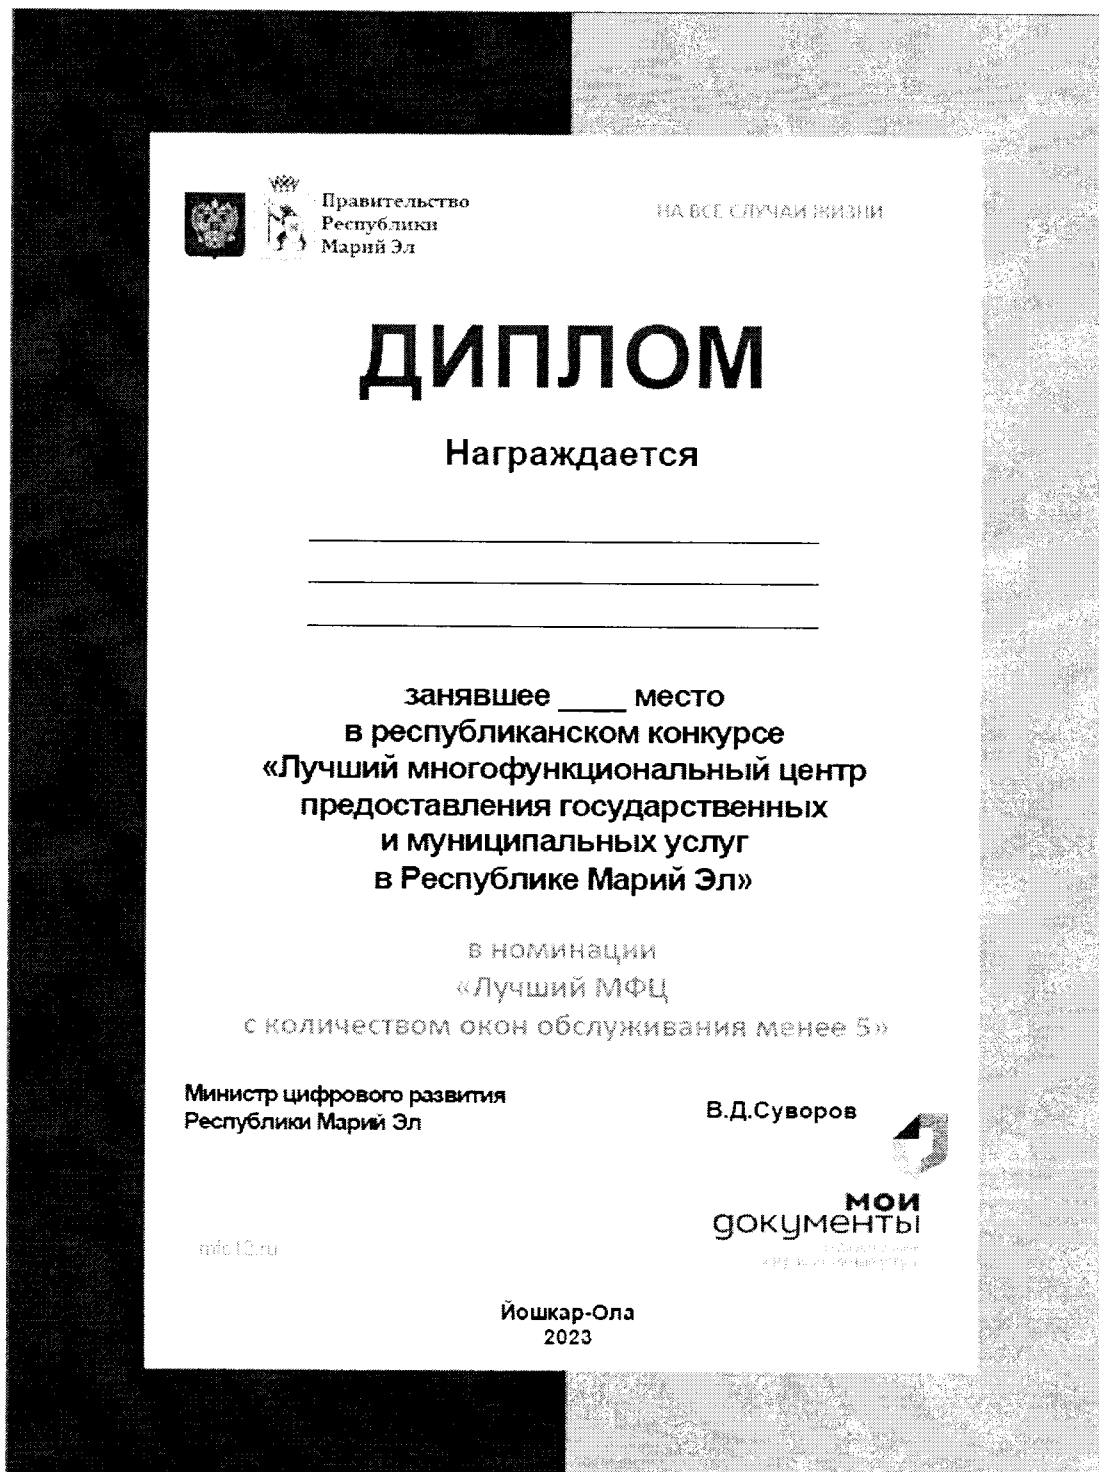 Правительство
Республики
Марий Эл
НА ВСЕ СЛУЧАИ ЖИЗНИ
ДИПЛОМ
Награждается
занявшее ____ место
в республиканском конкурсе
«Лучший многофункциональный центр
предоставления государственных
и муниципальных услуг
в Республике Марий Эл»
в номинации
«Лучший МФЦ
с количеством окон обслуживания менее 5»
Министр цифрового развития
Республики Марий Эл
В.Д.Суворов
мои
документы
mfc12.ru
Йошкар-Ола
2023